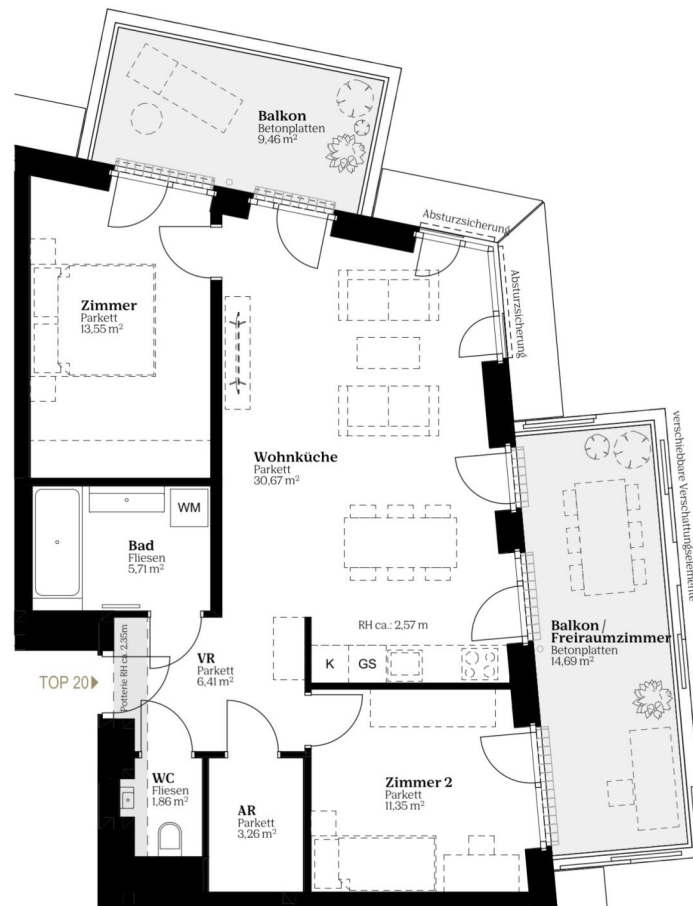 Balkon
Betonplatten
9,46 m²
Absturzsicherung
Absturzsicherung
Zimmer
Parkett
13,55 m²
verschiebbare Verschattungselemente
Wohnküche
Parkett
30,67 m²
WM
Bad
Fliesen
5,71 m²
RH ca.: 2,57 m
Balkon /
Freiraumzimmer
Betonplatten
14,69 m²
K
GS
VR
Parkett
6,41 m²
Potterie RH ca. 2.35m
TOP 20
WC
Fliesen
1,86 m²
AR
Parkett
3,26 m²
Zimmer 2
Parkett
11,35 m²